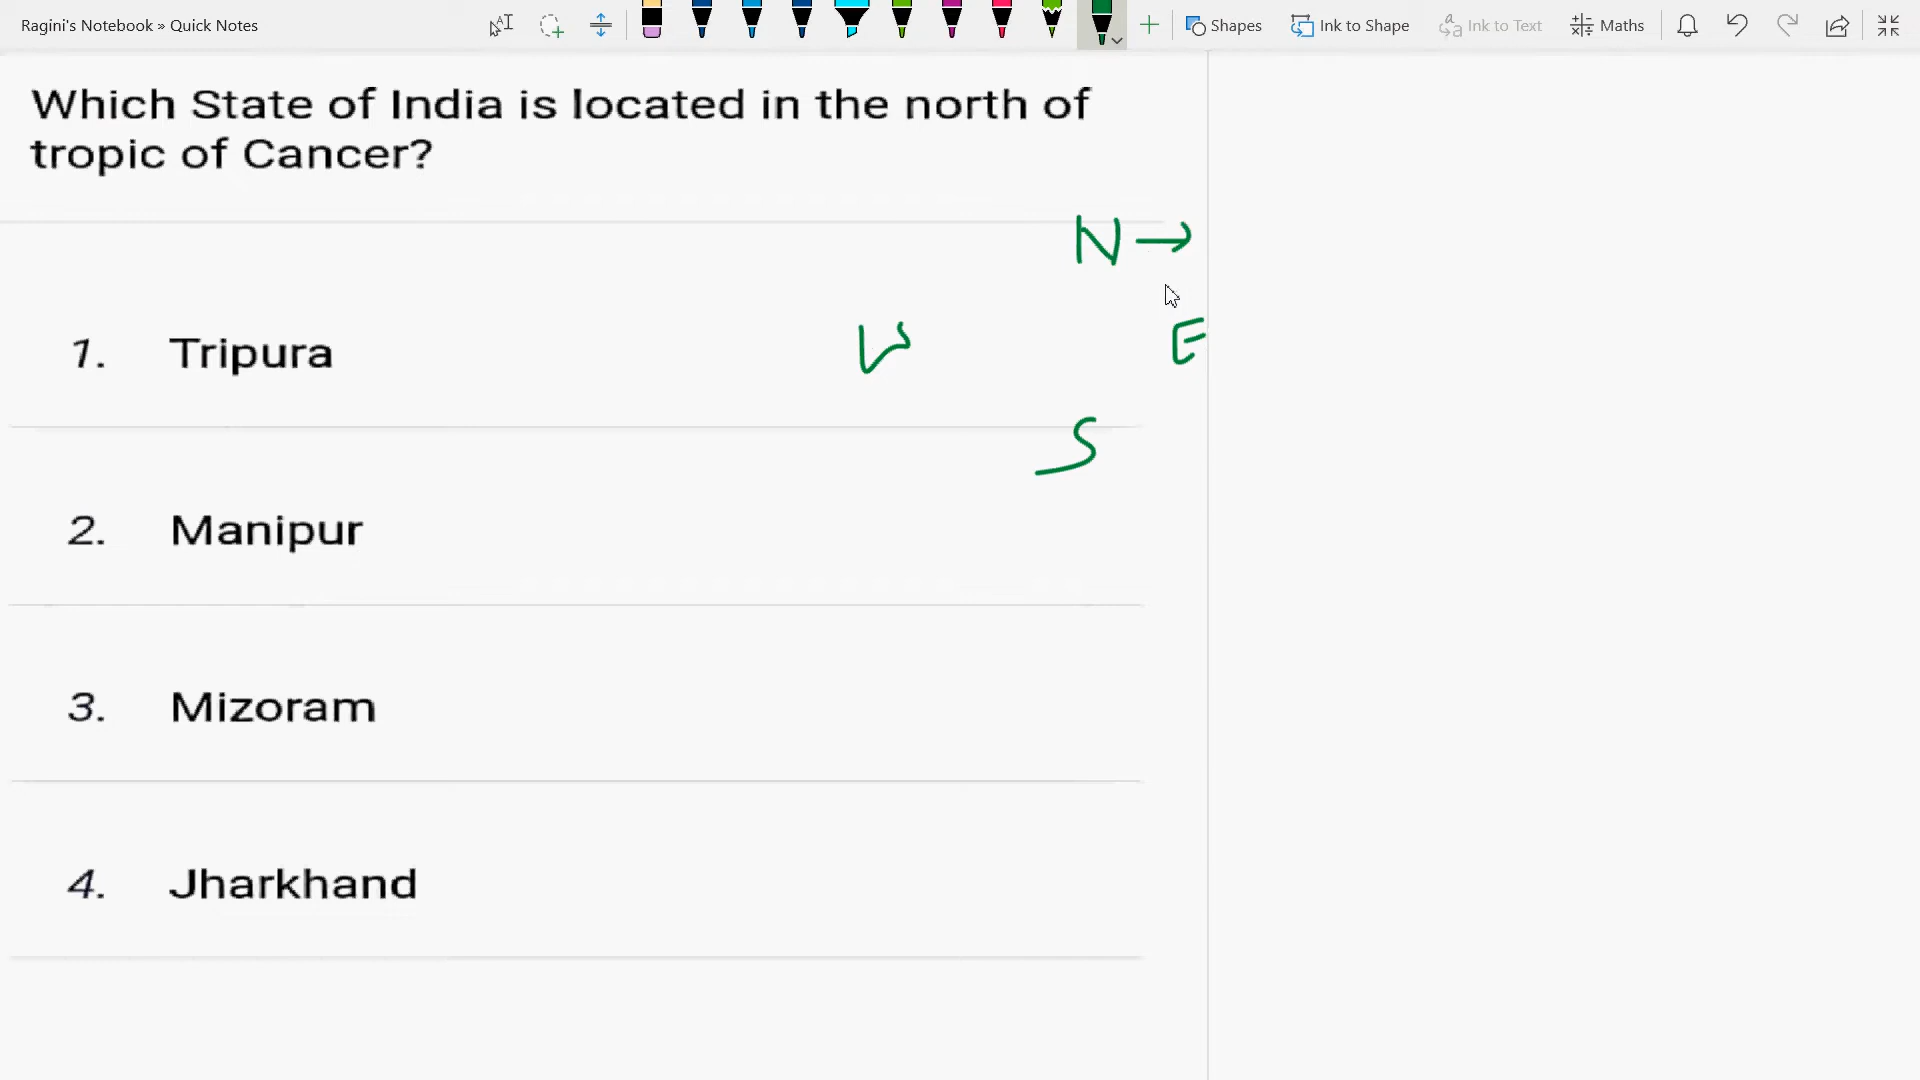 Ragini's Notebook » Quick Notes
Shapes
Ink to Shape
Ink to Text
Maths
Which State of India is located in the north of
tropic of Cancer?
N →
1. Tripura
E
S
2. Manipur
3. Mizoram
4. Jharkhand